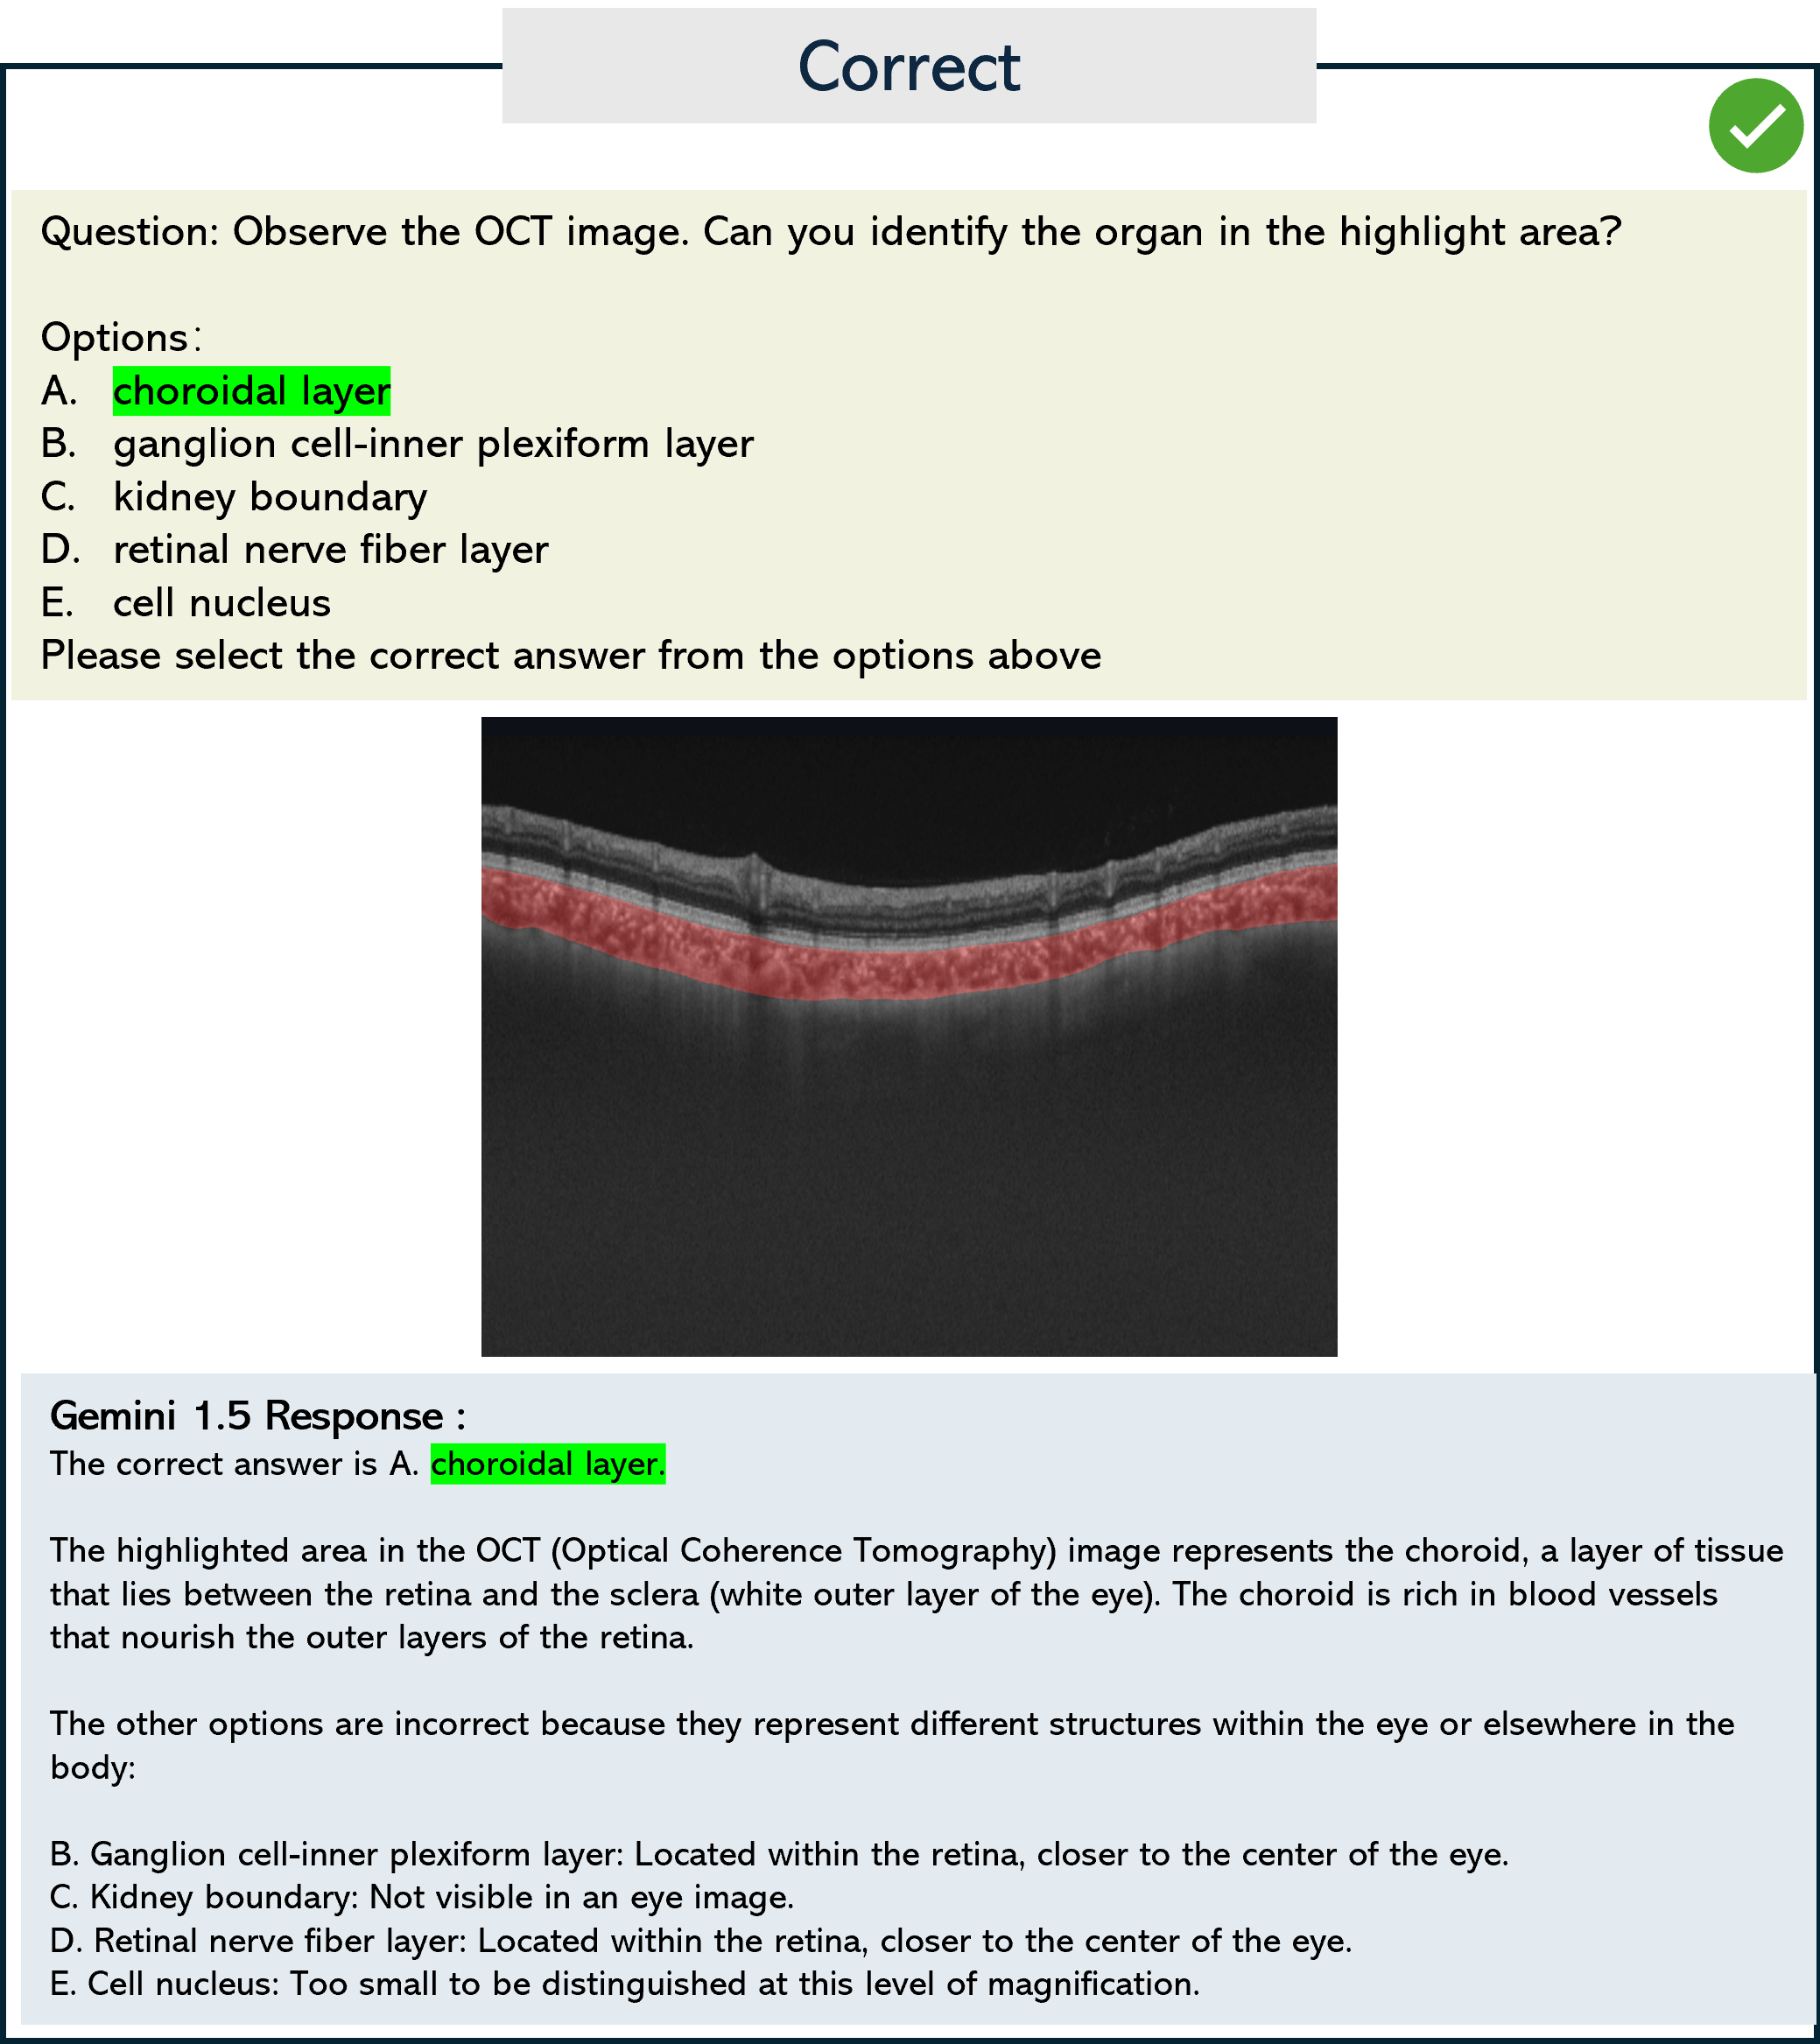 Correct
Question: Observe the OCT image. Can you identify the organ in the highlight area?
Options:
A. choroidal layer
B. ganglion cell-inner plexiform layer
C. kidney boundary
D. retinal nerve fiber layer
E. cell nucleus
Please select the correct answer from the options above
Gemini 1.5 Response :
The correct answer is A. choroidal layer.
The highlighted area in the OCT (Optical Coherence Tomography) image represents the choroid, a layer of tissue
that lies between the retina and the sclera (white outer layer of the eye). The choroid is rich in blood vessels
that nourish the outer layers of the retina.
The other options are incorrect because they represent different structures within the eye or elsewhere in the
body:
B. Ganglion cell-inner plexiform layer: Located within the retina, closer to the center of the eye.
C. Kidney boundary: Not visible in an eye image.
D. Retinal nerve fiber layer: Located within the retina, closer to the center of the eye.
E. Cell nucleus: Too small to be distinguished at this level of magnification.